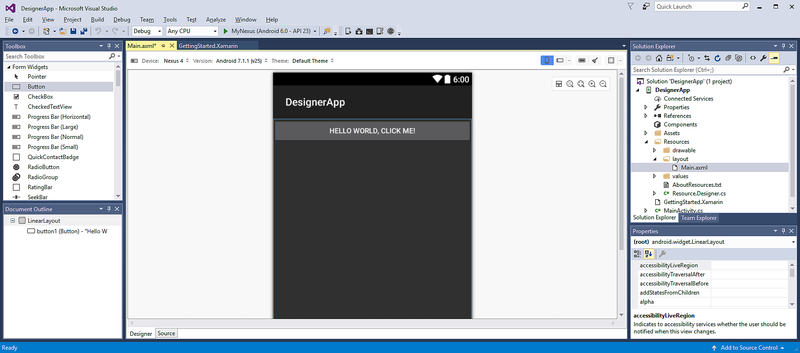 DesignerApp - Microsoft Visual Studio
Quick Launch (Ctrl+Q)
File Edit View Project Build Debug Team Tools Test Analyze Window Help
Sign in
Debug Any CPU MyNexus (Android 6.0 - API 23)
Toolbox
Search Toolbox
Form Widgets
Pointer
Button
CheckBox
CheckedTextView
Progress Bar (Horizontal)
Progress Bar (Large)
Progress Bar (Normal)
Progress Bar (Small)
QuickContactBadge
RadioButton
RadioGroup
RatingBar
SeekBar
Document Outline
LinearLayout
button1 (Button) - "Hello W
Main.axml* GettingStarted.Xamarin
Device: Nexus 4 Version: Android 7.1.1 (v25) Theme: Default Theme
6:00
DesignerApp
HELLO WORLD, CLICK ME!
Designer Source
Solution Explorer
Search Solution Explorer (Ctrl+;)
Solution 'DesignerApp' (1 project)
DesignerApp
Connected Services
Properties
References
Components
Assets
Resources
drawable
layout
Main.axml
values
AboutResources.txt
Resource.Designer.cs
GettingStarted.Xamarin
MainActivity.cs
Solution Explorer Team Explorer
Properties
(root) android.widget.LinearLayout
accessibilityLiveRegion
accessibilityTraversalAfter
accessibilityTraversalBefore
addStatesFromChildren
alpha
accessibilityLiveRegion
Indicates to accessibility services whether the user should be
notified when this view changes.
Ready
Add to Source Control